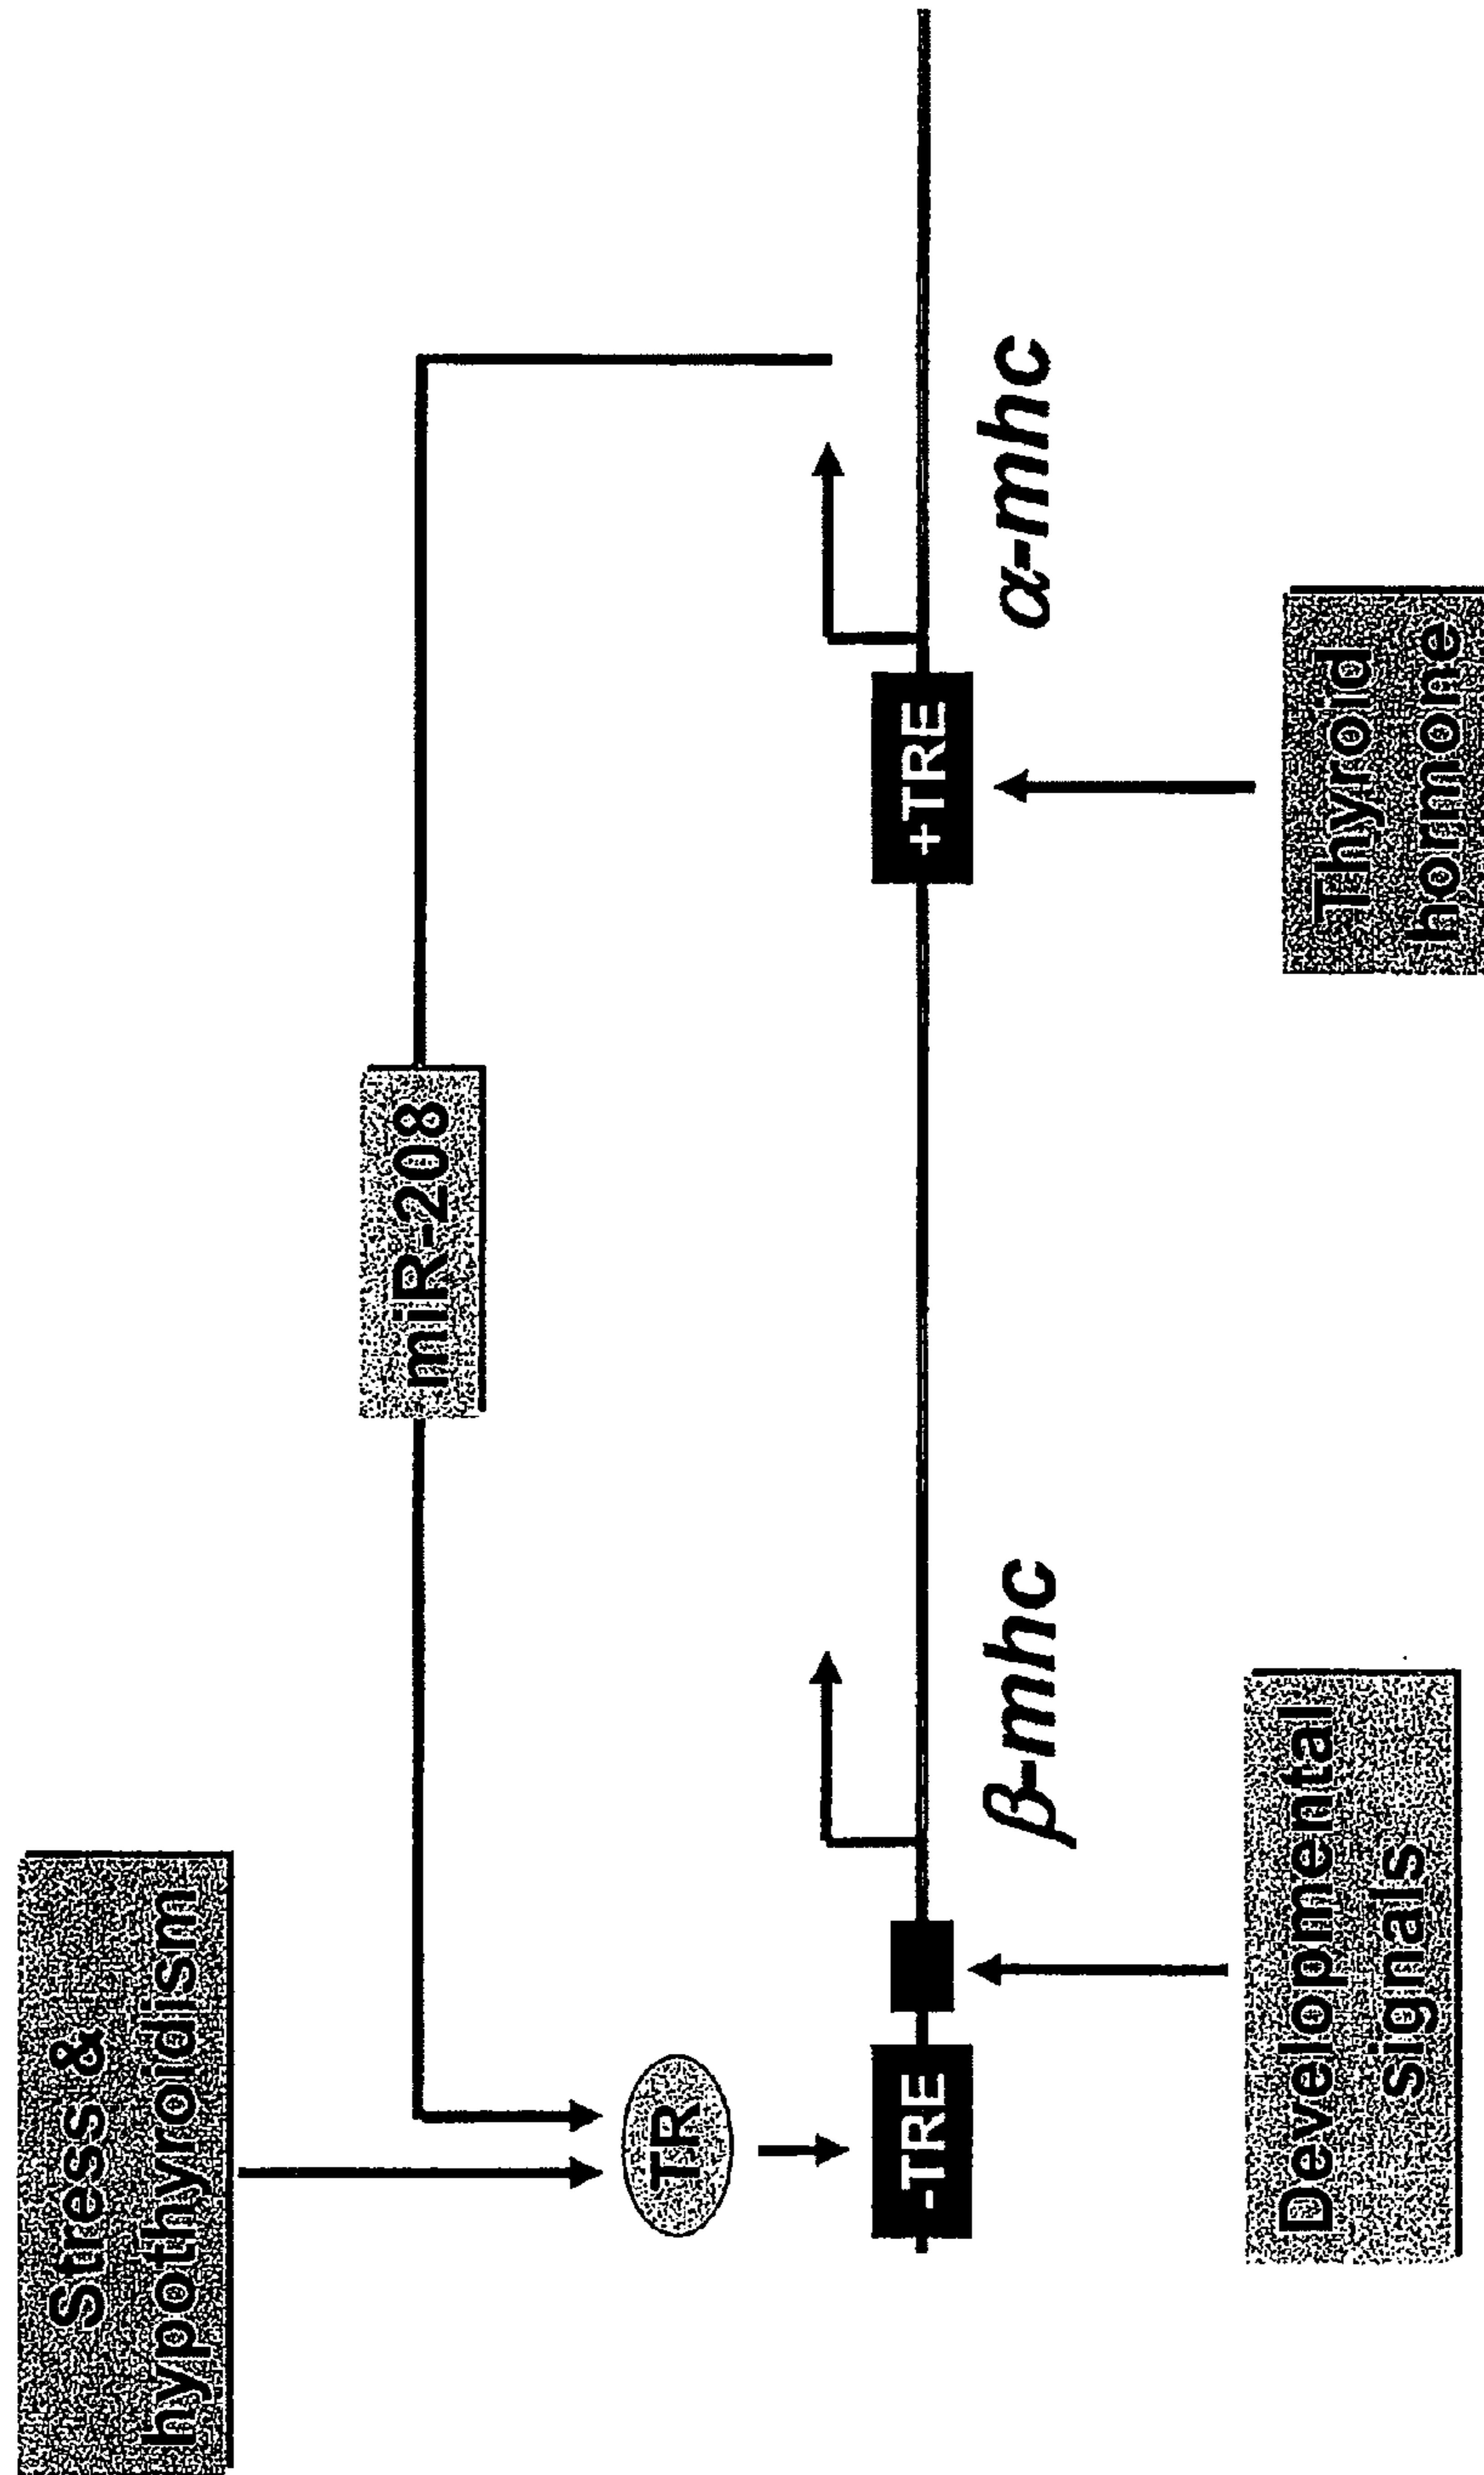 Stress &
hypothyroidism
miR-208
TR
-TRE
β-mhc
+TRE
α-mhc
Developmental
signals
Thyroid
hormone